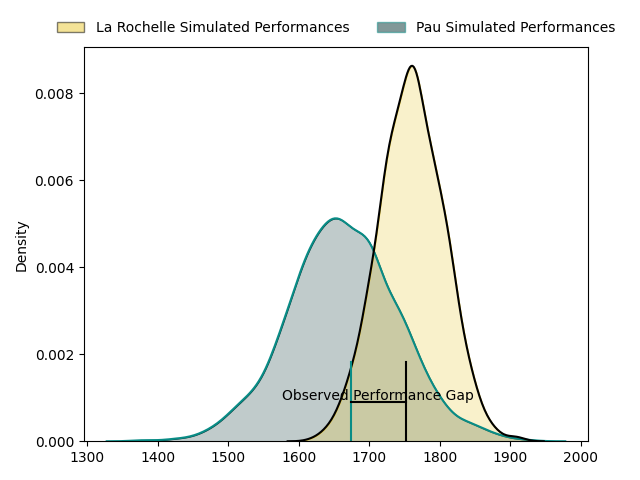 La Rochelle Simulated Performances Pau Simulated Performances
Density
0.008
0.006
0.004
0.002
0.000
Observed Performance Gap
1300 1400 1500 1600 1700 1800 1900 2000